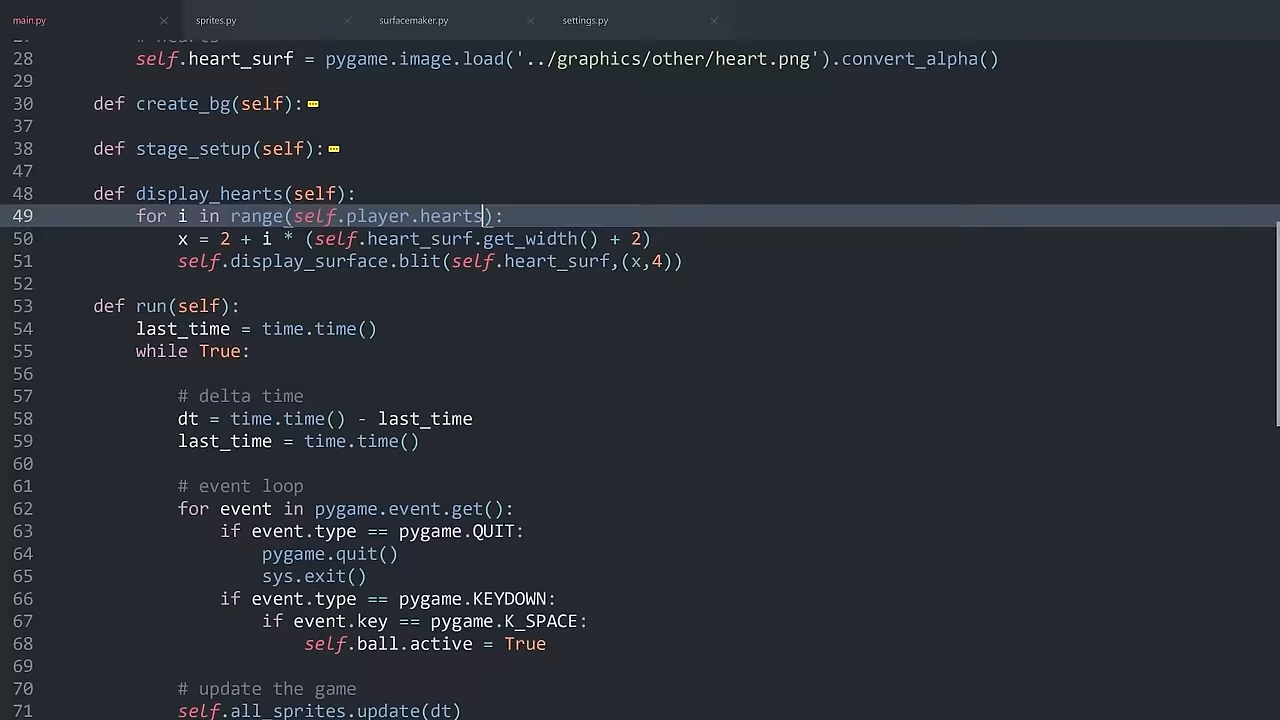 main.py sprites.py surfacemaker.py settings.py
27 # hearts
28 self.heart_surf = pygame.image.load('../graphics/other/heart.png').convert_alpha()
29
30 def create_bg(self):
37
38 def stage_setup(self):
47
48 def display_hearts(self):
49 for i in range(self.player.hearts):
50 x = 2 + i * (self.heart_surf.get_width() + 2)
51 self.display_surface.blit(self.heart_surf,(x,4))
52
53 def run(self):
54 last_time = time.time()
55 while True:
56
57 # delta time
58 dt = time.time() - last_time
59 last_time = time.time()
60
61 # event loop
62 for event in pygame.event.get():
63 if event.type == pygame.QUIT:
64 pygame.quit()
65 sys.exit()
66 if event.type == pygame.KEYDOWN:
67 if event.key == pygame.K_SPACE:
68 self.ball.active = True
69
70 # update the game
71 self.all_sprites.update(dt)